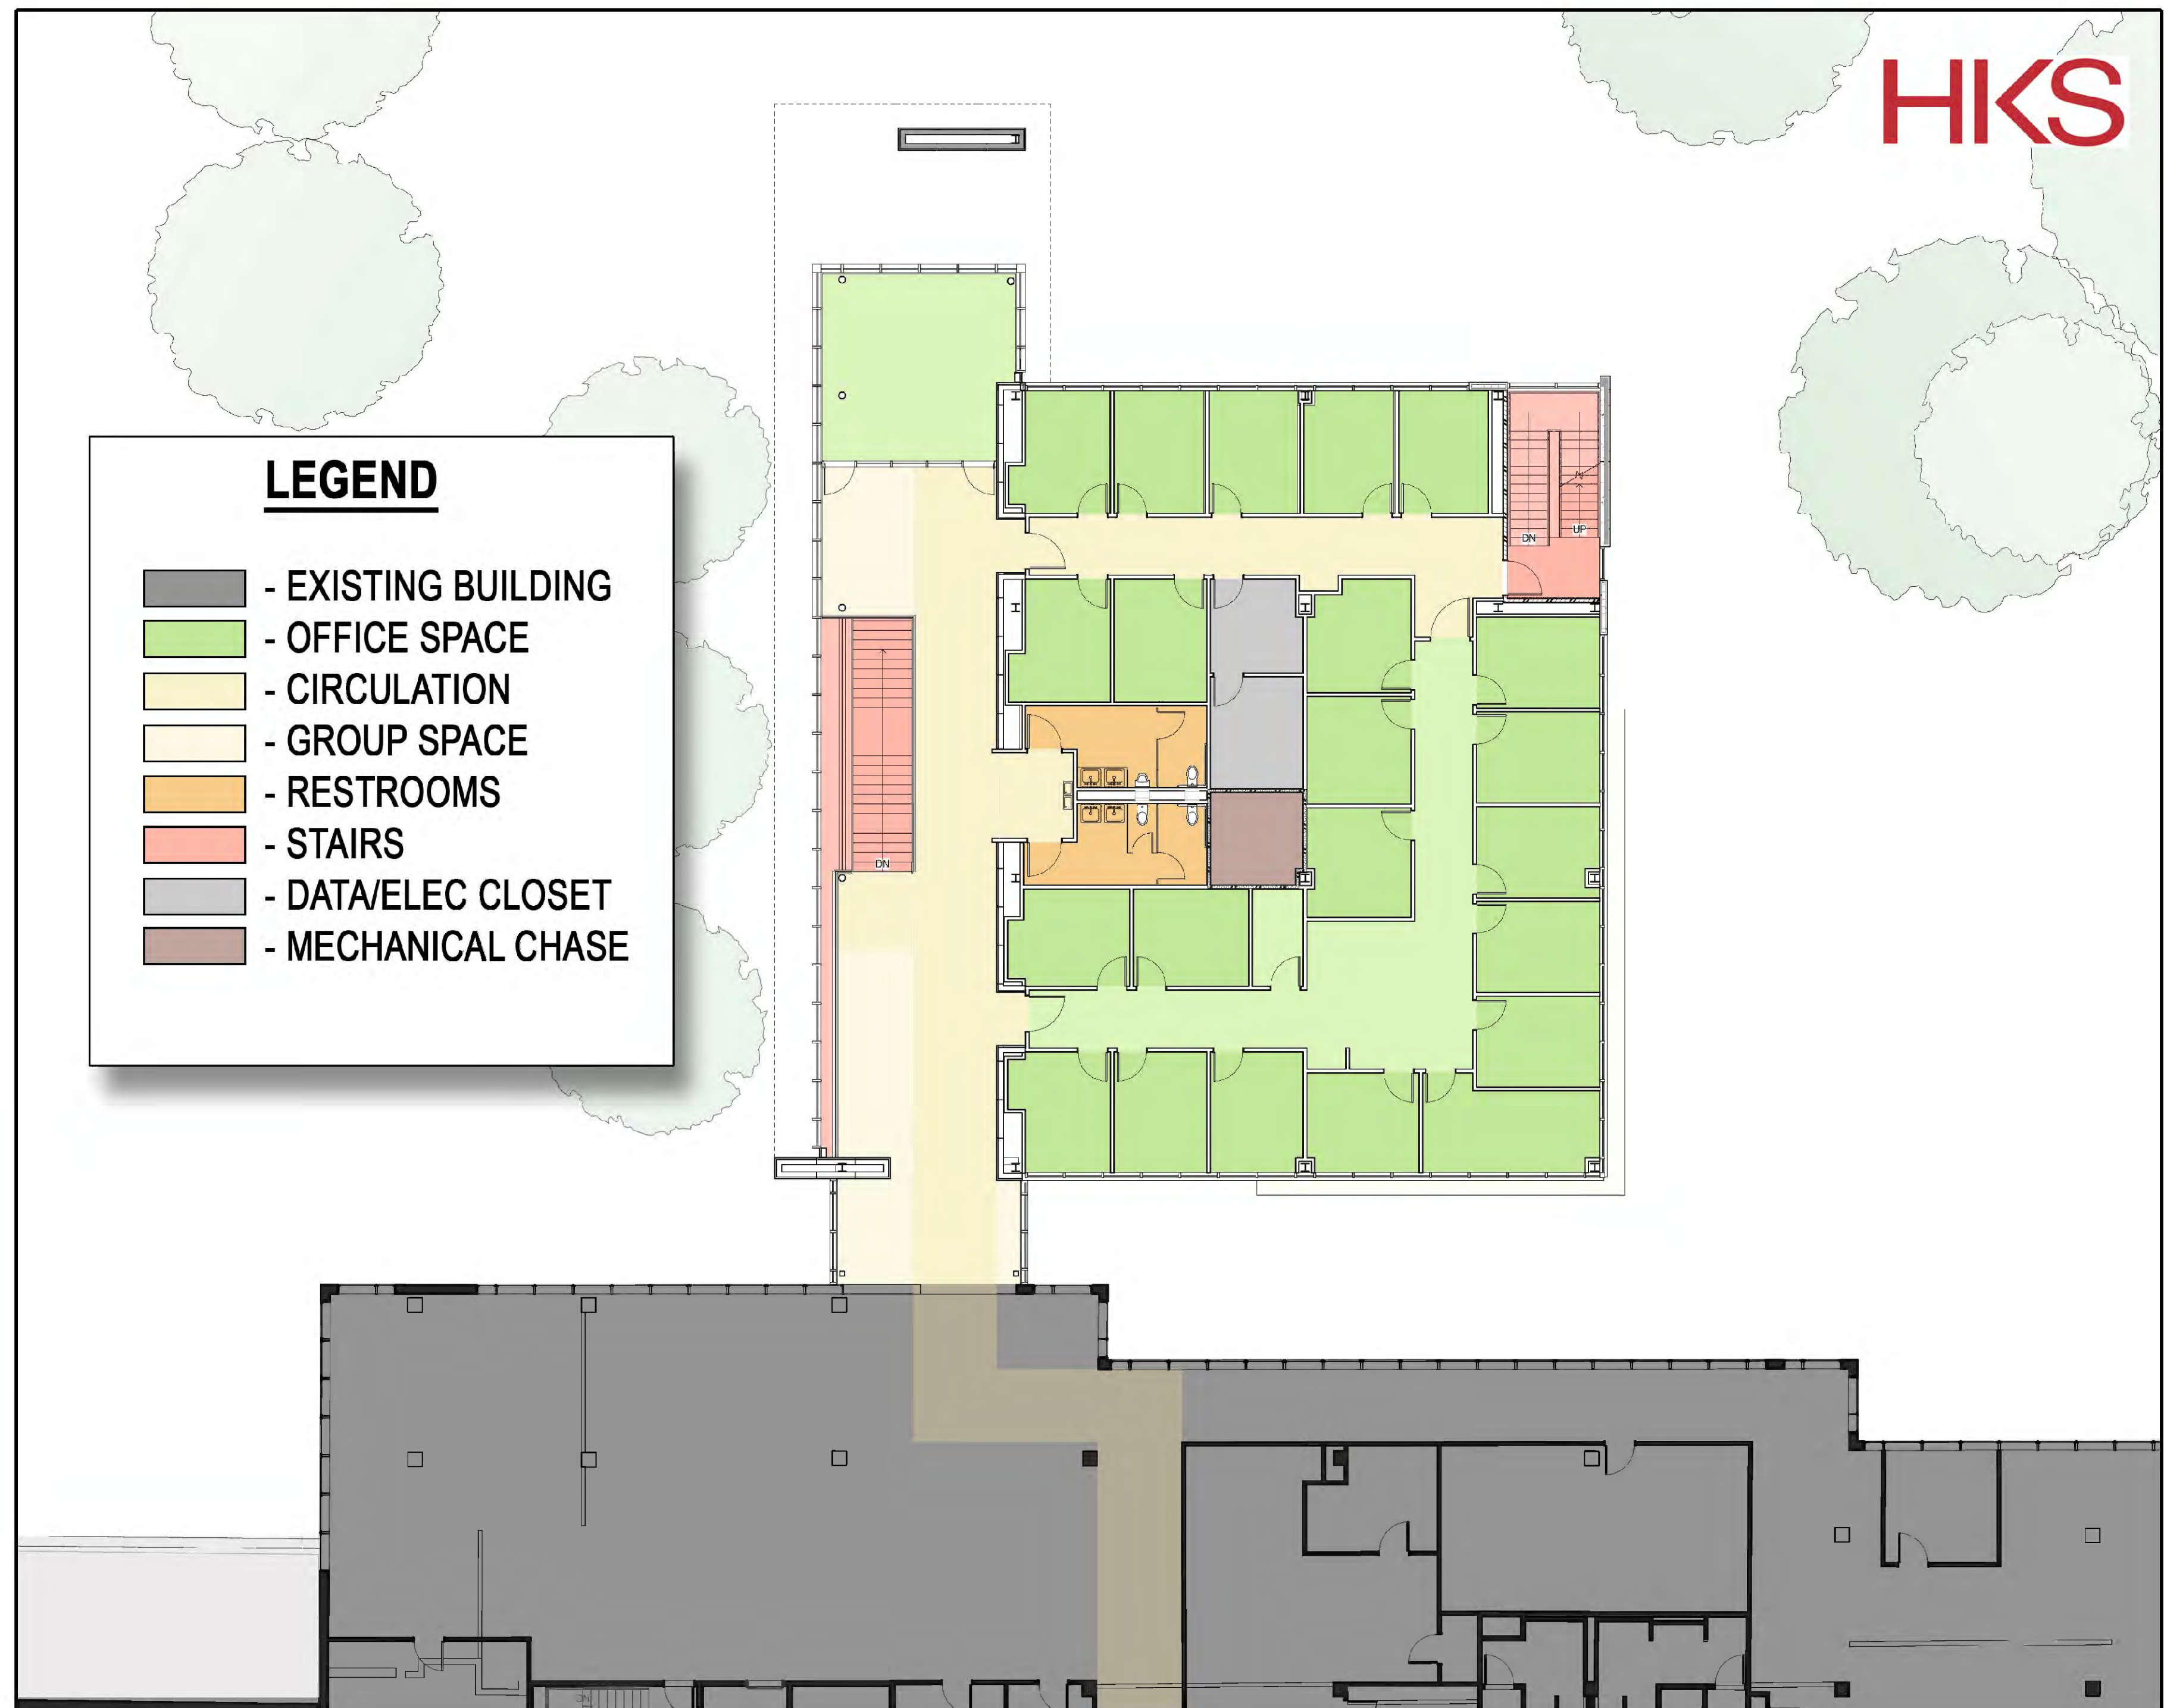 HKS
LEGEND
- EXISTING BUILDING
- OFFICE SPACE
- CIRCULATION
- GROUP SPACE
- RESTROOMS
- STAIRS
- DATA/ELEC CLOSET
- MECHANICAL CHASE
UP
DN
DN
DN